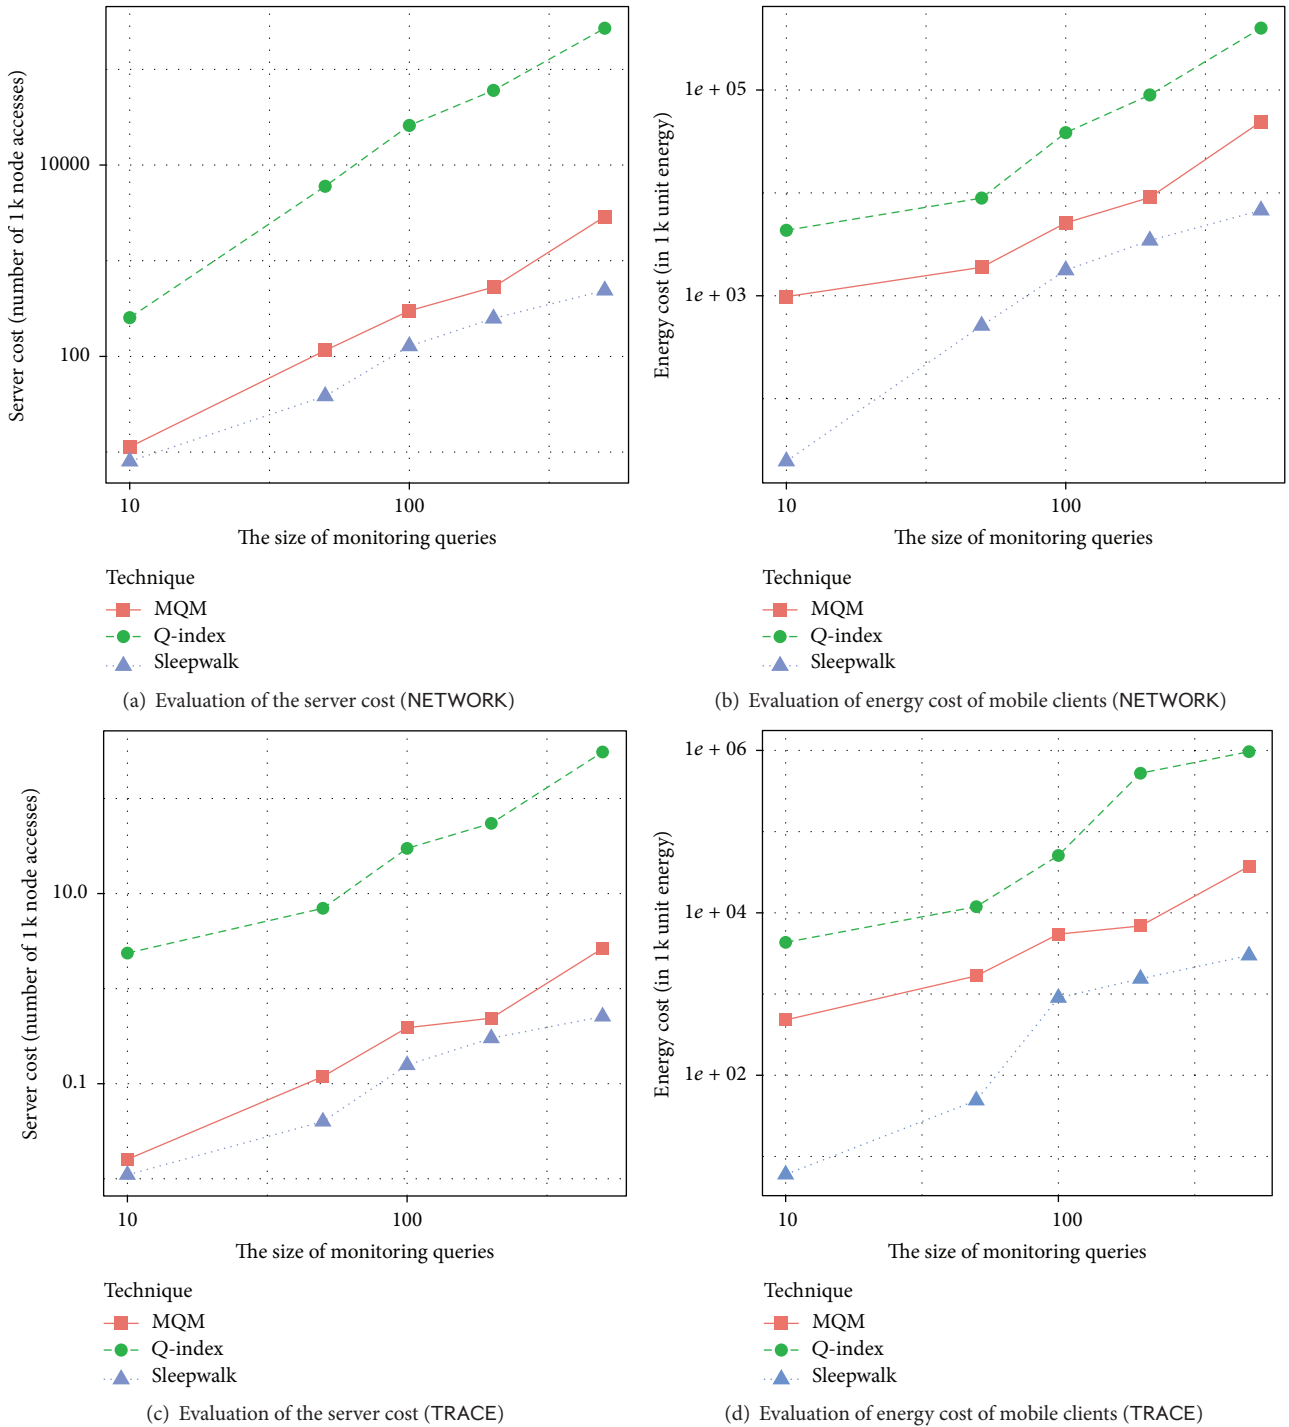 Server cost (number of 1 k node accesses)
10000
100
10
100
The size of monitoring queries
Technique
MQM
Q-index
Sleepwalk
(a) Evaluation of the server cost (NETWORK)
Energy cost (in 1 k unit energy)
1e + 05
1e + 03
10
100
The size of monitoring queries
Technique
MQM
Q-index
Sleepwalk
(b) Evaluation of energy cost of mobile clients (NETWORK)
Server cost (number of 1 k node accesses)
10.0
0.1
10
100
The size of monitoring queries
Technique
MQM
Q-index
Sleepwalk
(c) Evaluation of the server cost (TRACE)
Energy cost (in 1 k unit energy)
1e + 06
1e + 04
1e + 02
10
100
The size of monitoring queries
Technique
MQM
Q-index
Sleepwalk
(d) Evaluation of energy cost of mobile clients (TRACE)